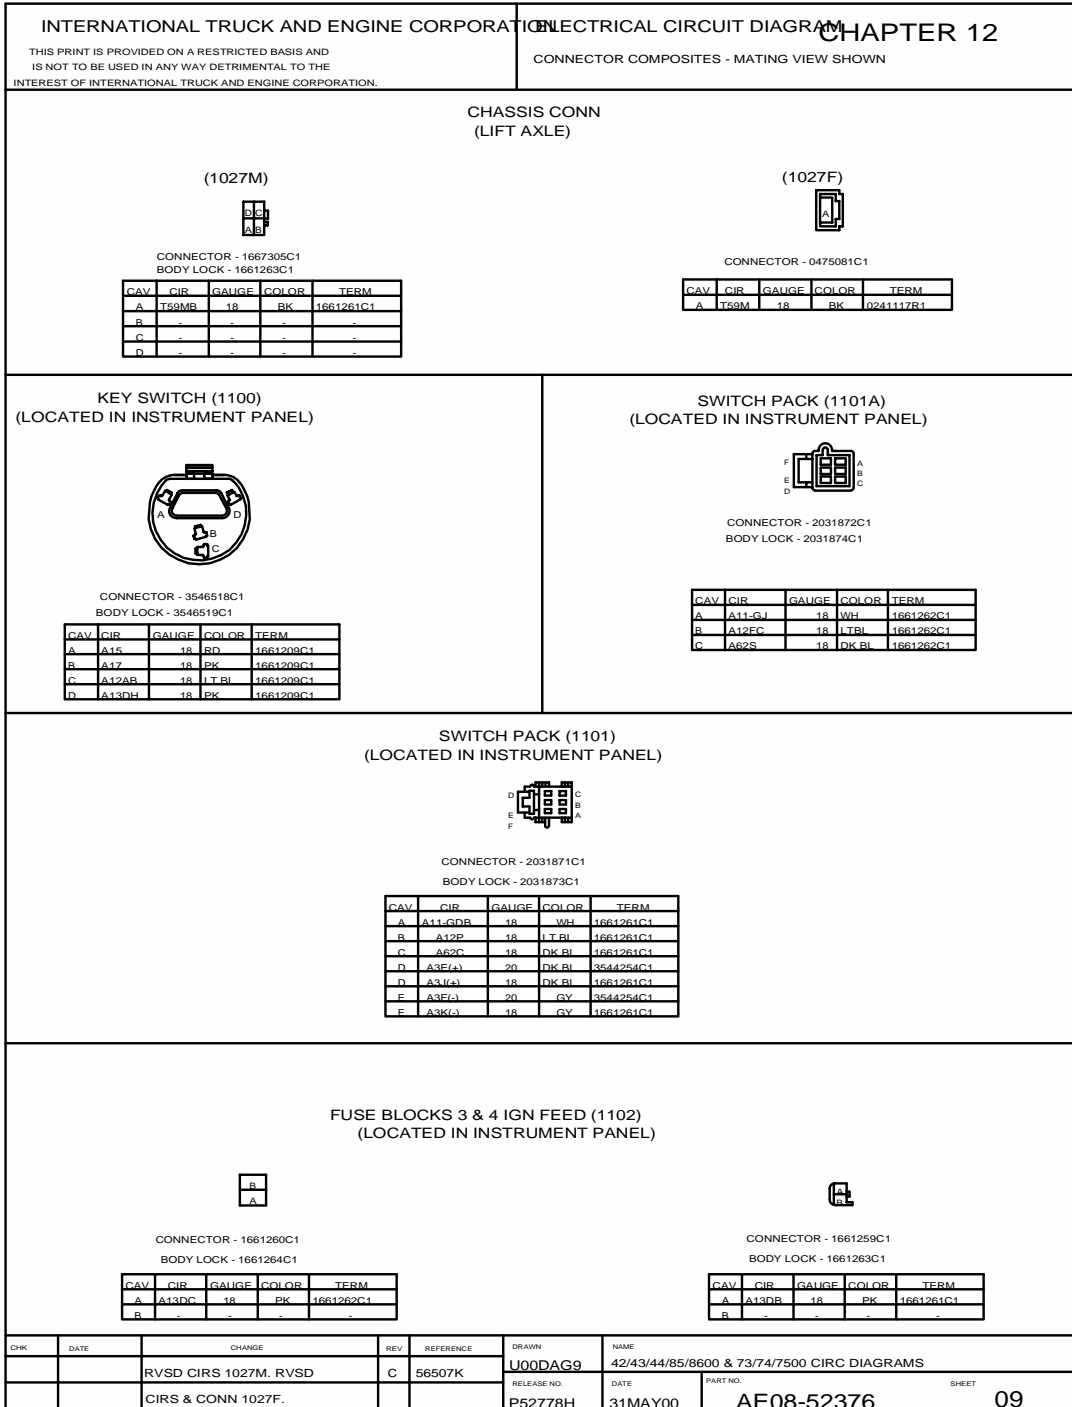 INTERNATIONAL TRUCK AND ENGINE CORPORATION
THIS PRINT IS PROVIDED ON A RESTRICTED BASIS AND
IS NOT TO BE USED IN ANY WAY DETRIMENTAL TO THE
INTEREST OF INTERNATIONAL TRUCK AND ENGINE CORPORATION.
ELECTRICAL CIRCUIT DIAGRAM
CHAPTER 12
CONNECTOR COMPOSITES - MATING VIEW SHOWN
CHASSIS CONN
(LIFT AXLE)
(1027M)
D C
A B
CONNECTOR - 1667305C1
BODY LOCK - 1661263C1
CAV CIR GAUGE COLOR TERM
A T59MB 18 BK 1661261C1
B - - - -
C - - - -
D - - - -
(1027F)
A
CONNECTOR - 0475081C1
CAV CIR GAUGE COLOR TERM
A T59M 18 BK 0241117R1
KEY SWITCH (1100)
(LOCATED IN INSTRUMENT PANEL)
A D
B
C
CONNECTOR - 3546518C1
BODY LOCK - 3546519C1
CAV CIR GAUGE COLOR TERM
A A15 18 RD 1661209C1
B A17 18 PK 1661209C1
C A12AB 18 LT BL 1661209C1
D A13DH 18 PK 1661209C1
SWITCH PACK (1101A)
(LOCATED IN INSTRUMENT PANEL)
F A
B
E C
D
CONNECTOR - 2031872C1
BODY LOCK - 2031874C1
CAV CIR GAUGE COLOR TERM
A A11-GJ 18 WH 1661262C1
B A12FC 18 LTBL 1661262C1
C A62S 18 DK BL 1661262C1
SWITCH PACK (1101)
(LOCATED IN INSTRUMENT PANEL)
D C
B
E A
F
CONNECTOR - 2031871C1
BODY LOCK - 2031873C1
CAV CIR GAUGE COLOR TERM
A A11-GDB 18 WH 1661261C1
B A12P 18 LT BL 1661261C1
C A62C 18 DK BL 1661261C1
D 20 DK BL 3544254C1
D A3J(+) 18 DK BL 1661261C1
20 GY 3544254C1
A3K(-) 18 GY 1661261C1
FUSE BLOCKS 3 & 4 IGN FEED (1102)
(LOCATED IN INSTRUMENT PANEL)
B
A
CONNECTOR - 1661260C1
BODY LOCK - 1661264C1
CAV CIR GAUGE COLOR TERM
A A13DC 18 PK 1661262C1
B - - - -
A
B
CONNECTOR - 1661259C1
BODY LOCK - 1661263C1
CAV CIR GAUGE COLOR TERM
A A13DB 18 PK 1661261C1
B - - - -
CHK DATE CHANGE REV REFERENCE
RVSD CIRS 1027M. RVSD C 56507K
CIRS & CONN 1027F.
DRAWN
U00DAG9
NAME
42/43/44/85/8600 & 73/74/7500 CIRC DIAGRAMS
RELEASE NO.
P52778H
DATE
31MAY00
PART NO.
AE08-52376
SHEET
09